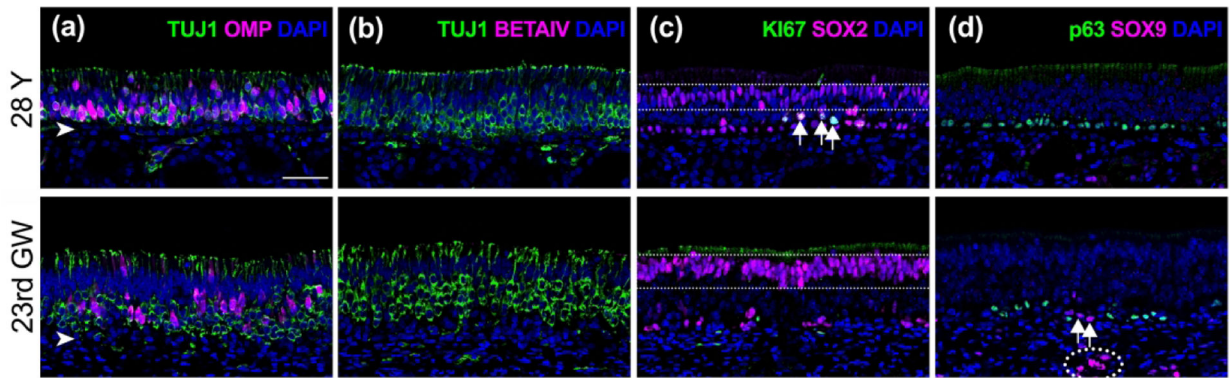 (a) TUJ1 OMP DAPI
(b) TUJ1 BETAIV DAPI
(c) KI67 SOX2 DAPI
(d) p63 SOX9 DAPI
28 Y
23rd GW